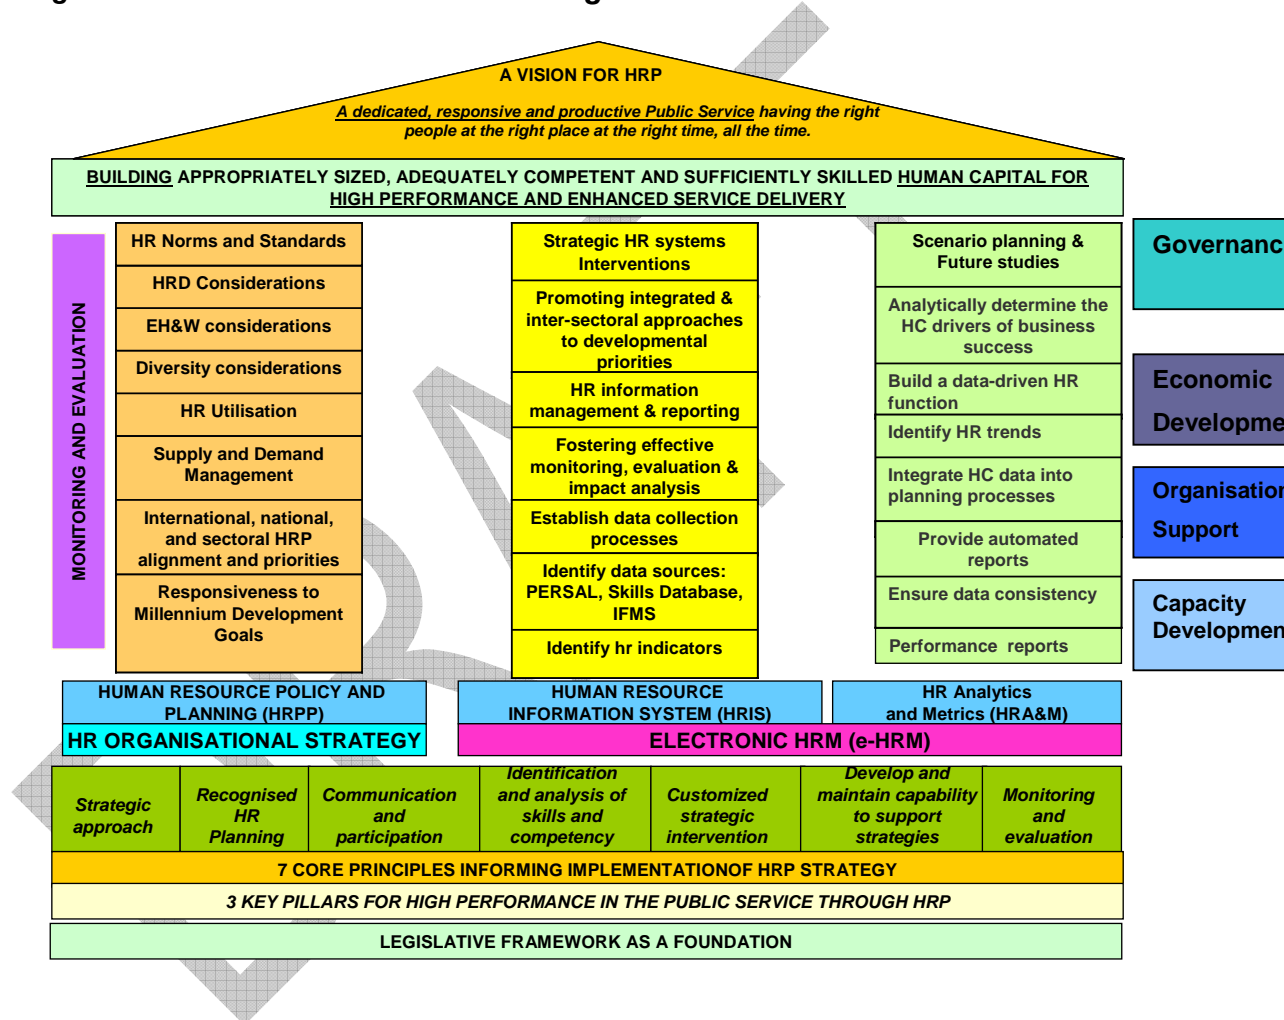 A VISION FOR HRP
A dedicated, responsive and productive Public Service having the right
people at the right place at the right time, all the time.
BUILDING APPROPRIATELY SIZED, ADEQUATELY COMPETENT AND SUFFICIENTLY SKILLED HUMAN CAPITAL FOR
HIGH PERFORMANCE AND ENHANCED SERVICE DELIVERY
MONITORING AND EVALUATION
HR Norms and Standards
HRD Considerations
EH&W considerations
Diversity considerations
HR Utilisation
Supply and Demand
Management
International, national,
and sectoral HRP
alignment and priorities
Responsiveness to
Millennium Development
Goals
Strategic HR systems
Interventions
Promoting integrated &
inter-sectoral approaches
to developmental
priorities
HR information
management & reporting
Fostering effective
monitoring, evaluation &
impact analysis
Establish data collection
processes
Identify data sources:
PERSAL, Skills Database,
IFMS
Identify hr indicators
Scenario planning &
Future studies
Analytically determine the
HC drivers of business
success
Build a data-driven HR
function
Identify HR trends
Integrate HC data into
planning processes
Provide automated
reports
Ensure data consistency
Performance reports
Governanc
Economic
Developme
Organisation
Support
Capacity
Developmen
HUMAN RESOURCE POLICY AND
PLANNING (HRPP)
HUMAN RESOURCE
INFORMATION SYSTEM (HRIS)
HR Analytics
and Metrics (HRA&M)
HR ORGANISATIONAL STRATEGY
ELECTRONIC HRM (e-HRM)
Strategic
approach
Recognised
HR
Planning
Communication
and
participation
Identification
and analysis of
skills and
competency
Customized
strategic
intervention
Develop and
maintain capability
to support
strategies
Monitoring
and
evaluation
7 CORE PRINCIPLES INFORMING IMPLEMENTATIONOF HRP STRATEGY
3 KEY PILLARS FOR HIGH PERFORMANCE IN THE PUBLIC SERVICE THROUGH HRP
LEGISLATIVE FRAMEWORK AS A FOUNDATION